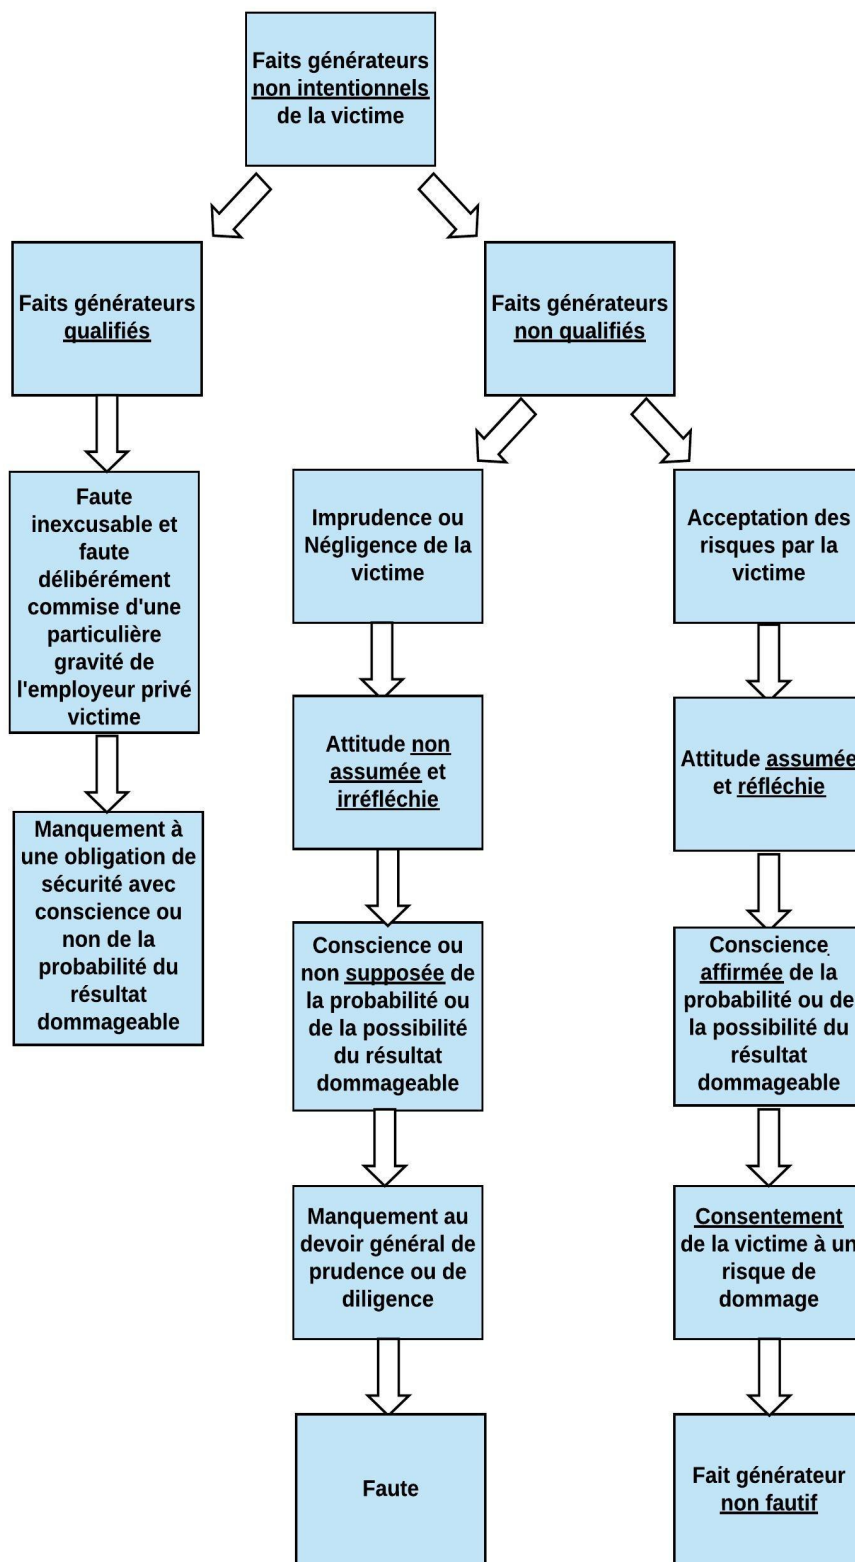 Faits générateurs
non intentionnels
de la victime
Faits générateurs
qualifiés
Faits générateurs
non qualifiés
Faute
inexcusable et
faute
délibérément
commise d'une
particulière
gravité de
l'employeur privé
victime
Imprudence ou
Négligence de la
victime
Acceptation des
risques par la
victime
Attitude non
assumée et
irréfléchie
Attitude assumée
et réfléchie
Manquement à
une obligation de
sécurité avec
conscience ou
non de la
probabilité du
résultat
dommageable
Conscience ou
non supposée de
la probabilité ou
de la possibilité
du résultat
dommageable
Conscience
affirmée de la
probabilité ou de
la possibilité du
résultat
dommageable
Manquement au
devoir général de
prudence ou de
diligence
Consentement
de la victime à un
risque de
dommage
Faute
Fait générateur
non fautif